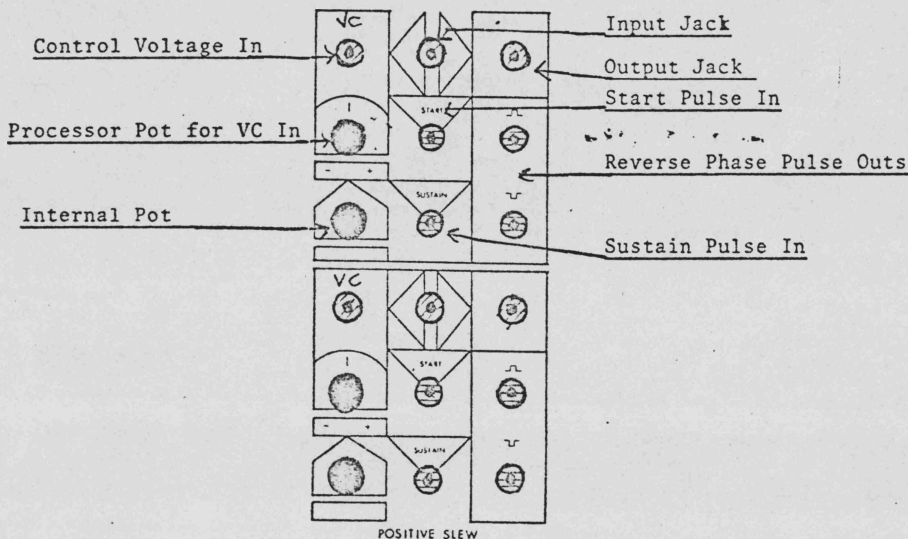 VC
Input Jack
Control Voltage In
Output Jack
Start Pulse In
START
Processor Pot for VC In
- +
Reverse Phase Pulse Outs
SUSTAIN
Internal Pot
Sustain Pulse In
VC
START
- +
SUSTAIN
POSITIVE SLEW